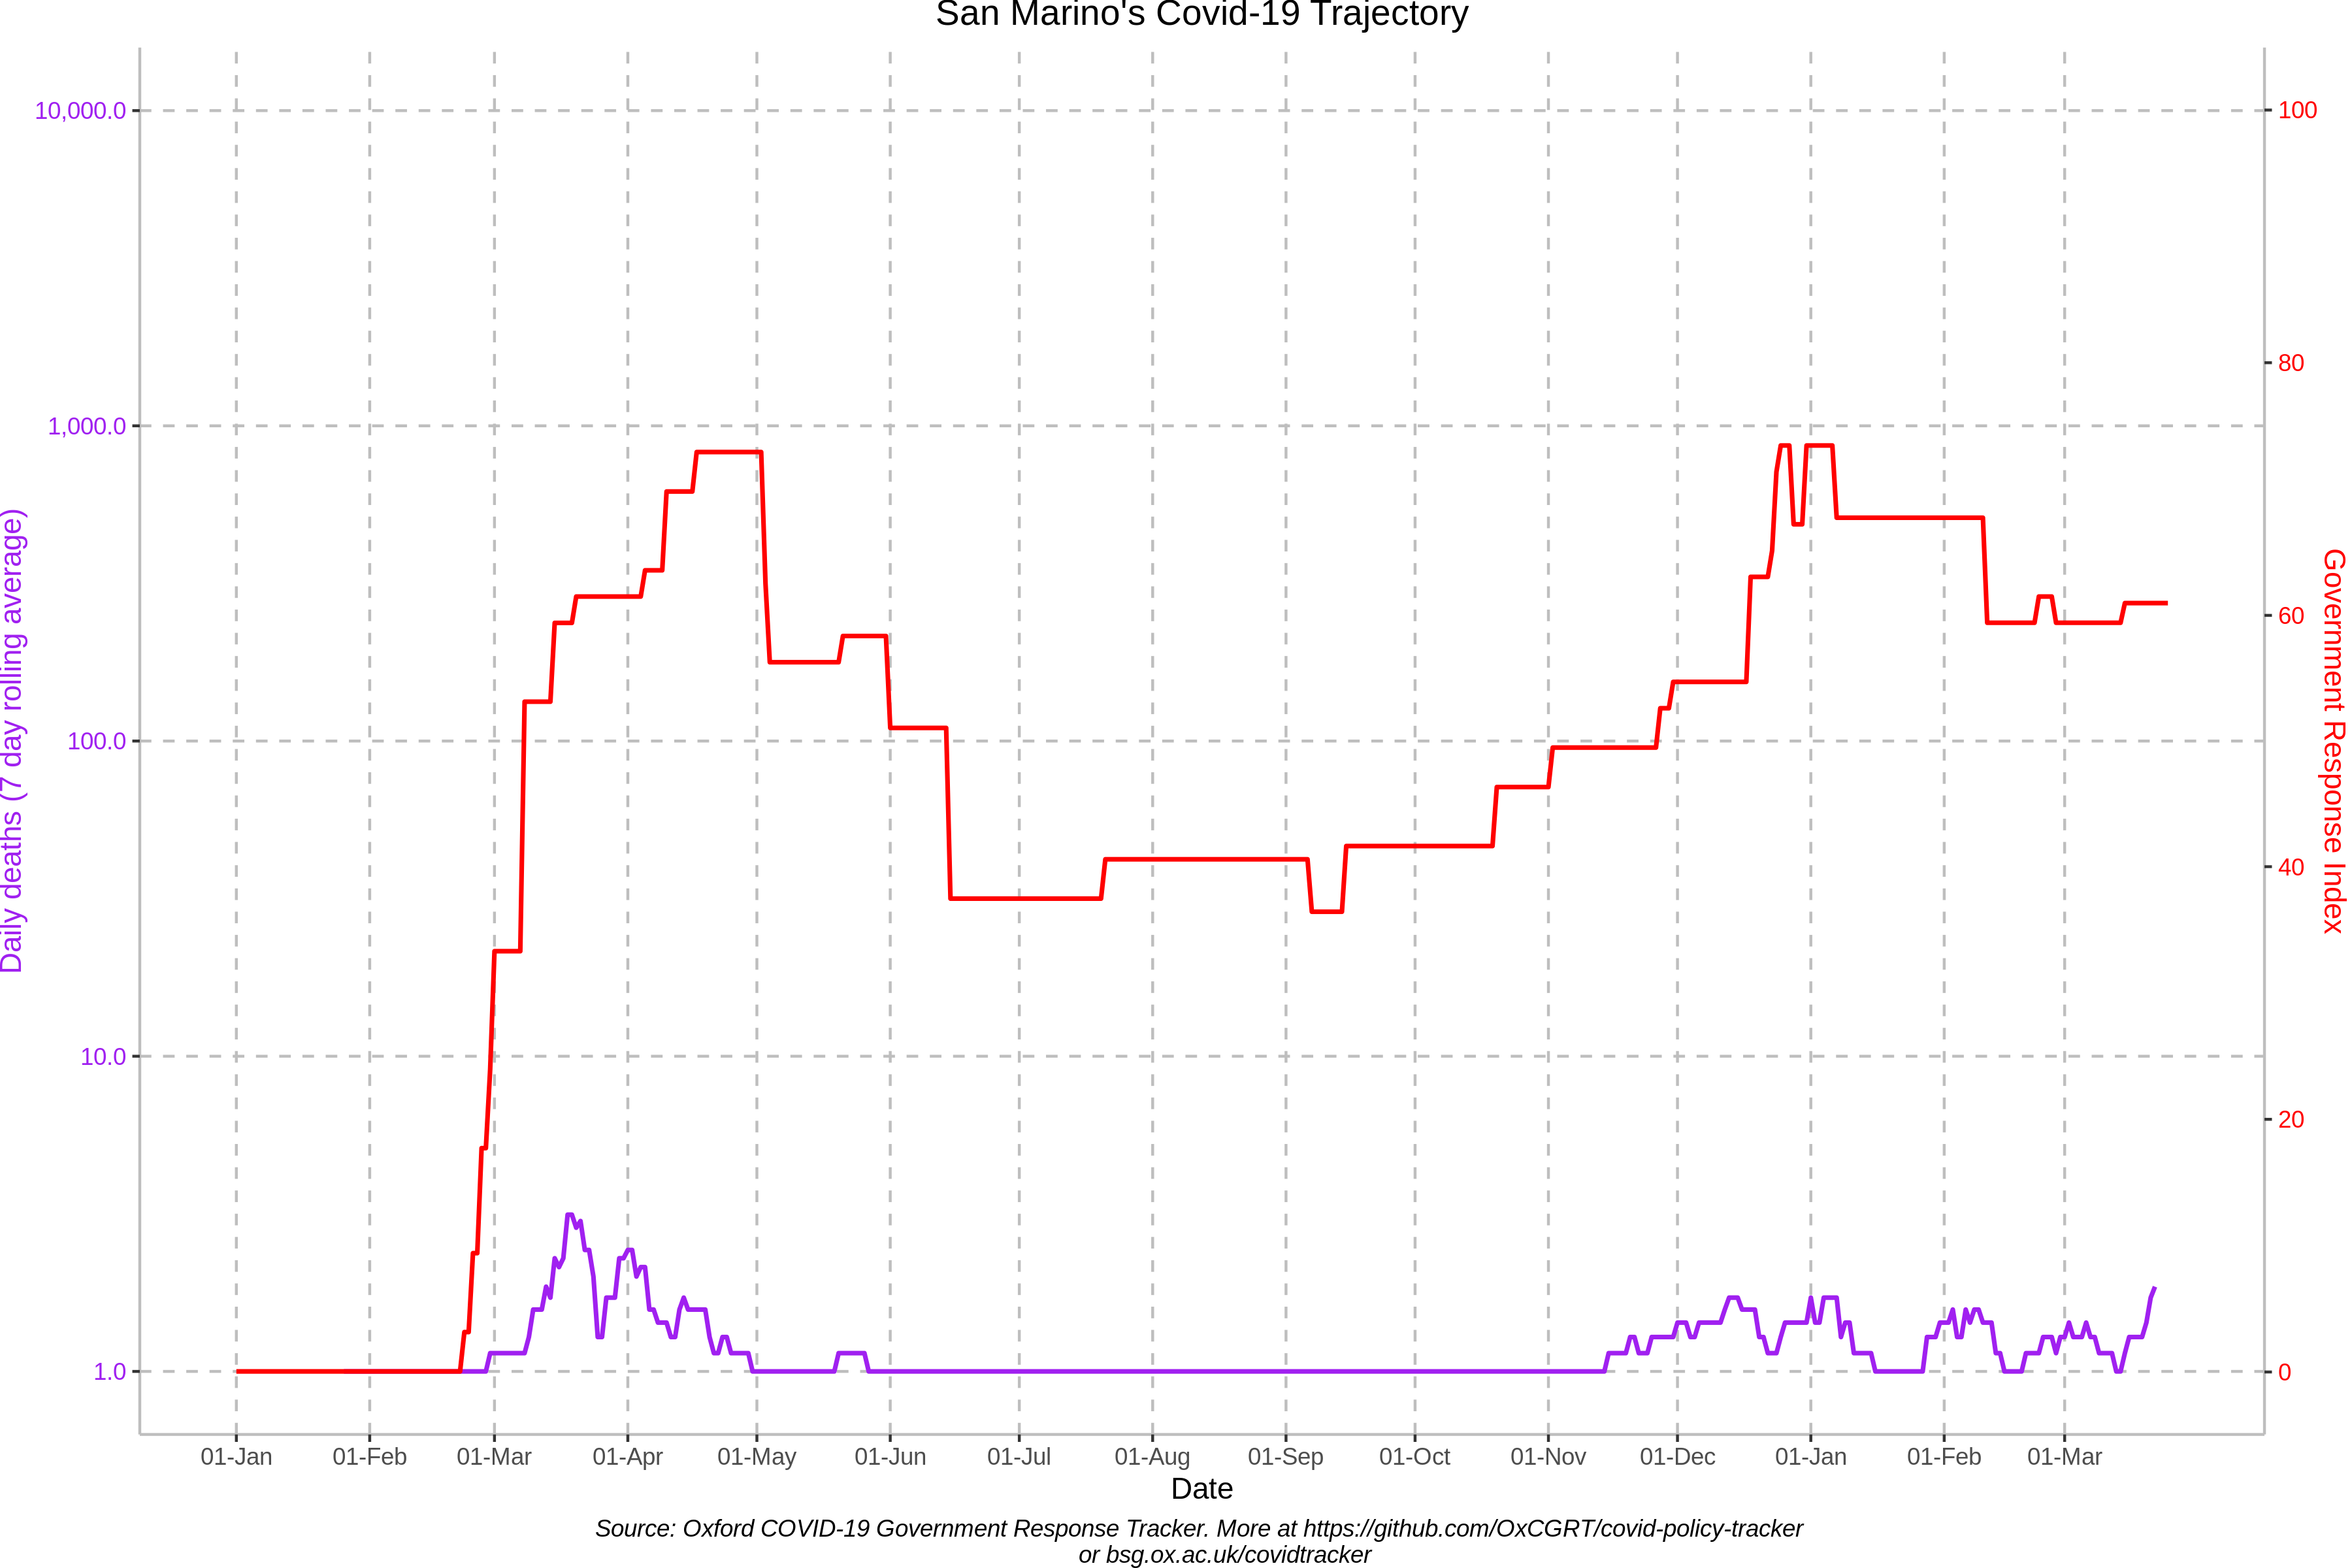 San Marino's Covid-19 Trajectory
10,000.0
1,000.0
100.0
10.0
1.0
Daily deaths (7 day rolling average)
100
80
60
40
20
0
Government Response Index
01-Jan
01-Feb
01-Mar
01-Apr
01-May
01-Jun
01-Jul
01-Aug
01-Sep
01-Oct
01-Nov
01-Dec
01-Jan
01-Feb
01-Mar
Date
Source: Oxford COVID-19 Government Response Tracker. More at https://github.com/OxCGRT/covid-policy-tracker
or bsg.ox.ac.uk/covidtracker